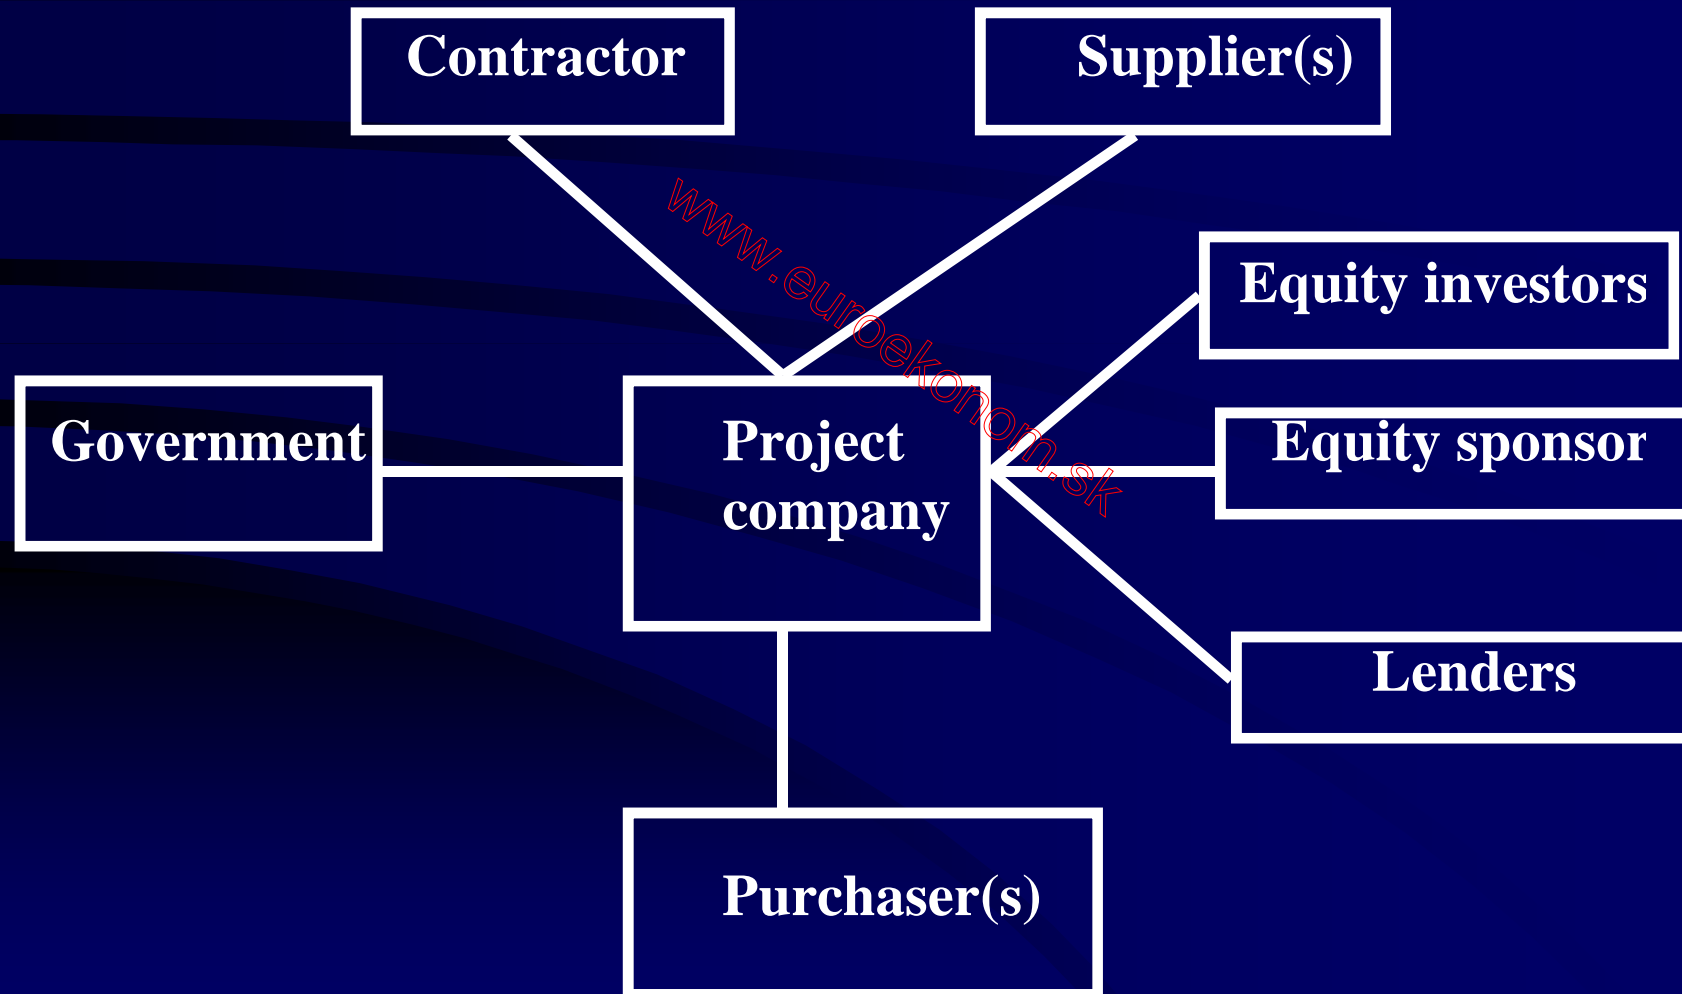 Contractor
Supplier(s)
www.euroekonom.sk
Equity investors
Government
Project
company
Equity sponsor
Lenders
Purchaser(s)